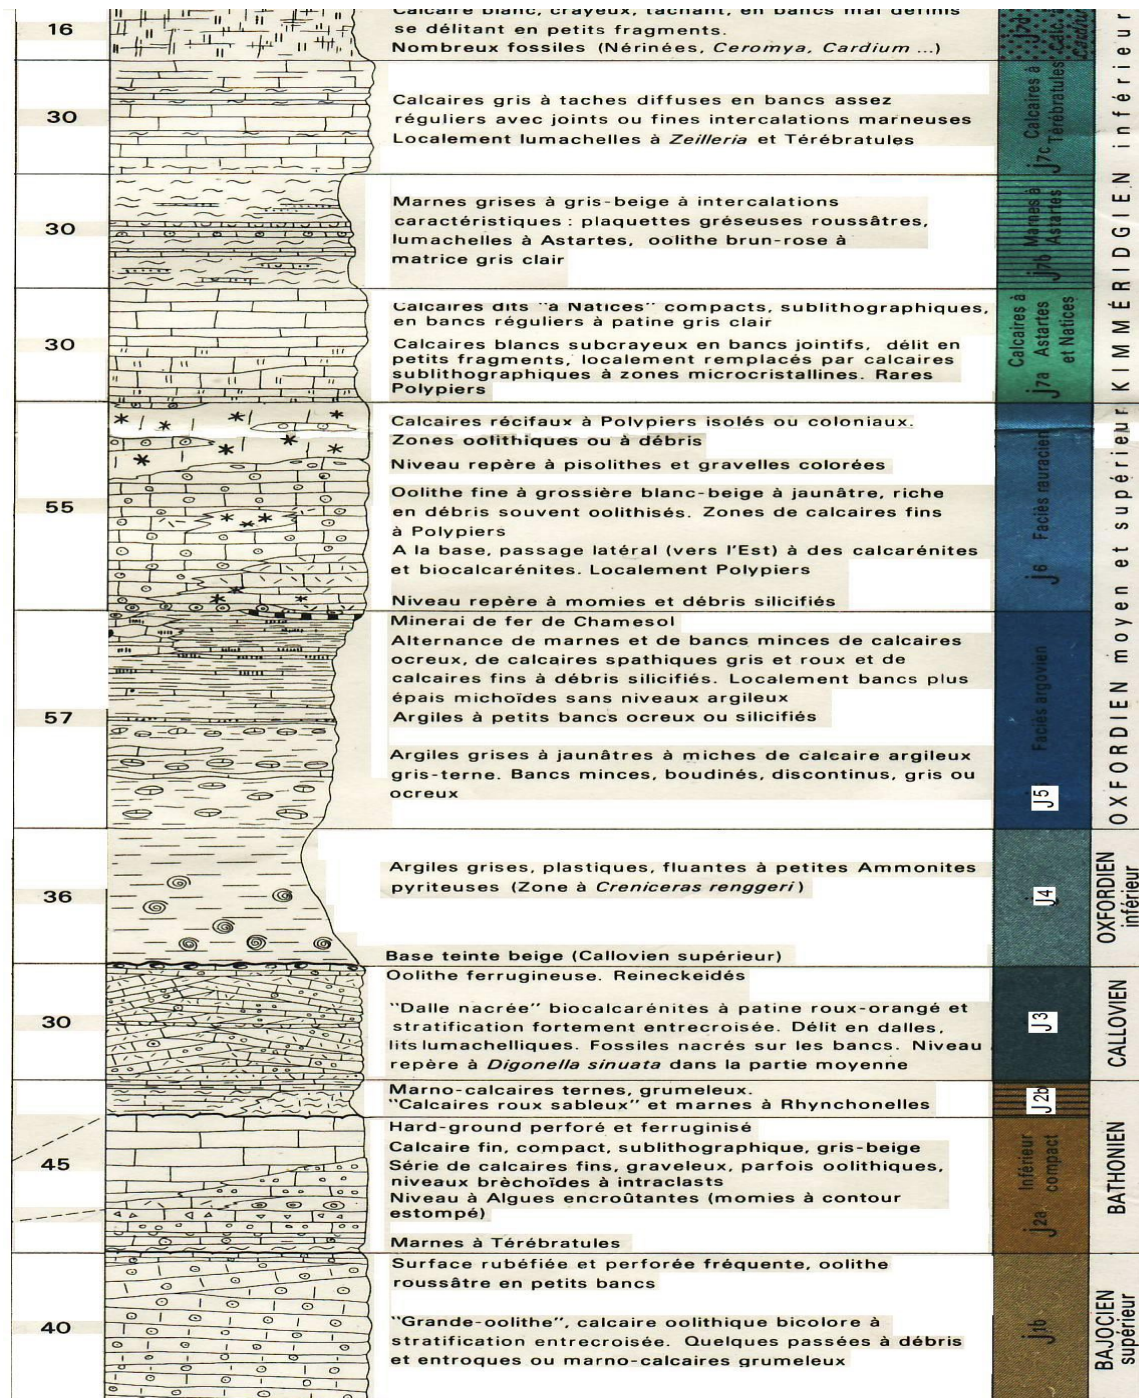 16
Calcaire blanc, crayeux, tachant, en bancs mal définis
se délitant en petits fragments.
Nombreux fossiles (Nérinées, Ceromya, Cardium ...)
30
Calcaires gris à taches diffuses en bancs assez
réguliers avec joints ou fines intercalations marneuses
Localement lumachelles à Zeilleria et Térébratules
30
Marnes grises à gris-beige à intercalations
caractéristiques : plaquettes gréseuses roussâtres,
lumachelles à Astartes, oolithe brun-rose à
matrice gris clair
30
Calcaires dits "à Natices" compacts, sublithographiques,
en bancs réguliers à patine gris clair
Calcaires blancs subcrayeux en bancs jointifs, délit en
petits fragments, localement remplacés par calcaires
sublithographiques à zones microcristallines. Rares
Polypiers
55
Calcaires récifaux à Polypiers isolés ou coloniaux.
Zones oolithiques ou à débris
Niveau repère à pisolithes et gravelles colorées
Oolithe fine à grossière blanc-beige à jaunâtre, riche
en débris souvent oolithisés. Zones de calcaires fins
à Polypiers
A la base, passage latéral (vers l'Est) à des calcarénites
et biocalcarénites. Localement Polypiers
Niveau repère à momies et débris silicifiés
57
Minerai de fer de Chamesol
Alternance de marnes et de bancs minces de calcaires
ocreux, de calcaires spathiques gris et roux et de
calcaires fins à débris silicifiés. Localement bancs plus
épais michoïdes sans niveaux argileux
Argiles à petits bancs ocreux ou silicifiés
Argiles grises à jaunâtres à miches de calcaire argileux
gris-terne. Bancs minces, boudinés, discontinus, gris ou
ocreux
36
Argiles grises, plastiques, fluantes à petites Ammonites
pyriteuses (Zone à Creniceras renggeri)
Base teinte beige (Callovien supérieur)
30
Oolithe ferrugineuse. Reineckeidés
"Dalle nacrée" biocalcarénites à patine roux-orangé et
stratification fortement entrecroisée. Délit en dalles,
lits lumachelliques. Fossiles nacrés sur les bancs. Niveau
repère à Digonella sinuata dans la partie moyenne
Marno-calcaires ternes, grumeleux.
"Calcaires roux sableux" et marnes à Rhynchonelles
45
Hard-ground perforé et ferruginisé
Calcaire fin, compact, sublithographique, gris-beige
Série de calcaires fins, graveleux, parfois oolithiques,
niveaux brèchoïdes à intraclasts
Niveau à Algues encroûtantes (momies à contour
estompé)
Marnes à Térébratules
40
Surface rubéfiée et perforée fréquente, oolithe
roussâtre en petits bancs
"Grande-oolithe", calcaire oolithique bicolore à
stratification entrecroisée. Quelques passées à débris
et entroques ou marno-calcaires grumeleux
j7d Calc. à
Cardium
j7c Calcaires à
Térébratules
j7b Marnes à
Astartes
j7a Calcaires à
Astartes
et Natices
j6 Faciès rauracien
J5 Faciès argovien
J4
J3
J2b
j2a Inférieur
compact
j1b
KIMMÉRIDGIEN inférieur
OXFORDIEN moyen et supérieur
OXFORDIEN
inférieur
CALLOVIEN
BATHONIEN
BAJOCIEN
supérieur